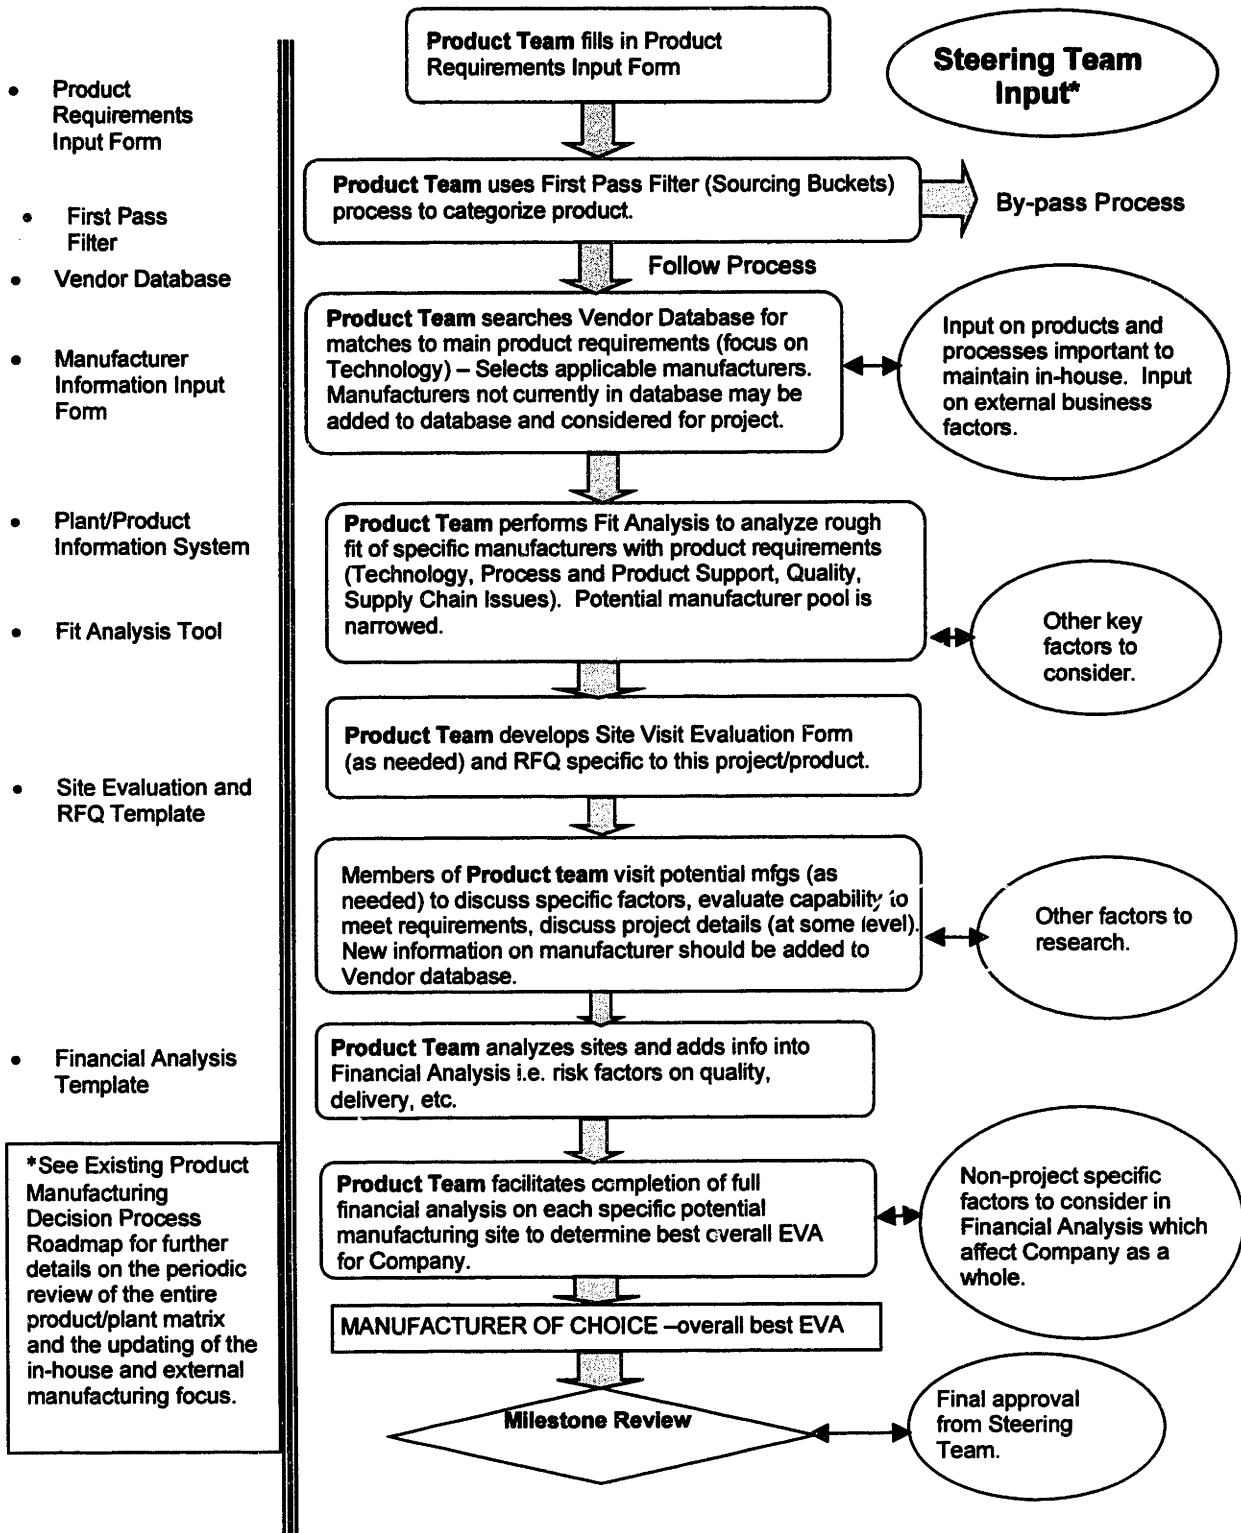 Product Team fills in Product
Requirements Input Form
Steering Team
Input*
• Product
Requirements
Input Form
Product Team uses First Pass Filter (Sourcing Buckets)
process to categorize product.
By-pass Process
• First Pass
Filter
Follow Process
• Vendor Database
Product Team searches Vendor Database for
matches to main product requirements (focus on
Technology) – Selects applicable manufacturers.
Manufacturers not currently in database may be
added to database and considered for project.
Input on products and
processes important to
maintain in-house. Input
on external business
factors.
• Manufacturer
Information Input
Form
• Plant/Product
Information System
Product Team performs Fit Analysis to analyze rough
fit of specific manufacturers with product requirements
(Technology, Process and Product Support, Quality,
Supply Chain Issues). Potential manufacturer pool is
narrowed.
• Fit Analysis Tool
Other key
factors to
consider.
Product Team develops Site Visit Evaluation Form
(as needed) and RFQ specific to this project/product.
• Site Evaluation and
RFQ Template
Members of Product team visit potential mfgs (as
needed) to discuss specific factors, evaluate capability to
meet requirements, discuss project details (at some level).
New information on manufacturer should be added to
Vendor database.
Other factors to
research.
• Financial Analysis
Template
Product Team analyzes sites and adds info into
Financial Analysis i.e. risk factors on quality,
delivery, etc.
*See Existing Product
Manufacturing
Decision Process
Roadmap for further
details on the periodic
review of the entire
product/plant matrix
and the updating of the
in-house and external
manufacturing focus.
Product Team facilitates completion of full
financial analysis on each specific potential
manufacturing site to determine best overall EVA
for Company.
Non-project specific
factors to consider in
Financial Analysis which
affect Company as a
whole.
MANUFACTURER OF CHOICE –overall best EVA
Milestone Review
Final approval
from Steering
Team.